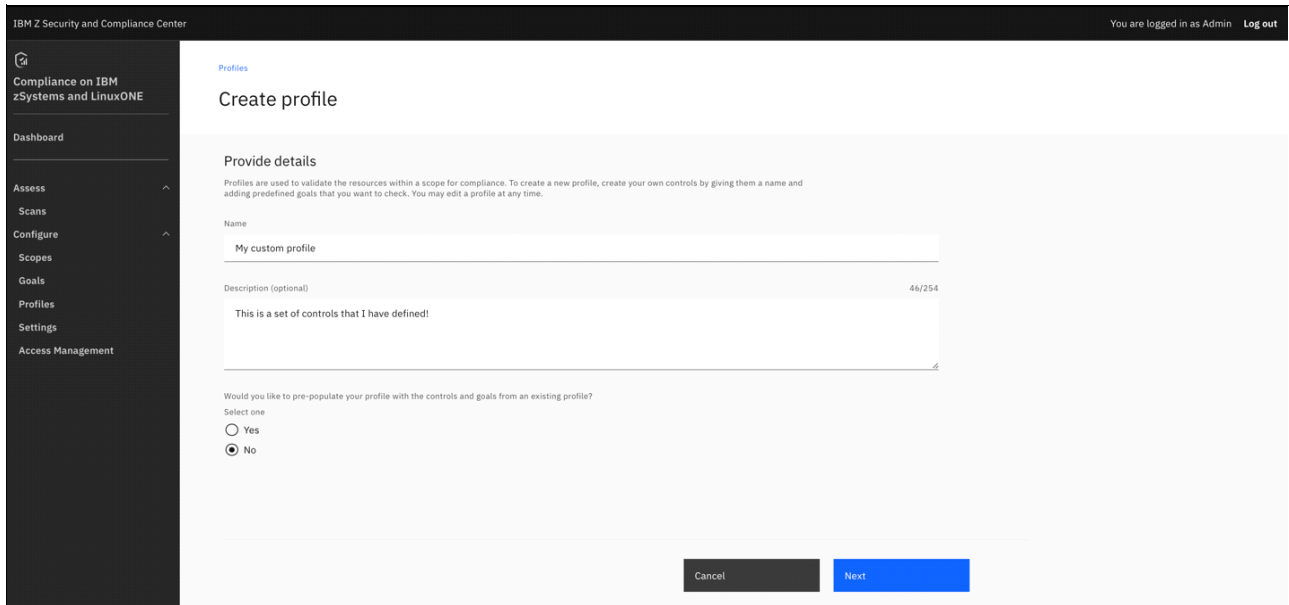 IBM Z Security and Compliance Center
You are logged in as Admin Log out
Compliance on IBM
zSystems and LinuxONE
Dashboard
Assess
Scans
Configure
Scopes
Goals
Profiles
Settings
Access Management
Profiles
Create profile
Provide details
Profiles are used to validate the resources within a scope for compliance. To create a new profile, create your own controls by giving them a name and
adding predefined goals that you want to check. You may edit a profile at any time.
Name
My custom profile
Description (optional) 46/254
This is a set of controls that I have defined!
Would you like to pre-populate your profile with the controls and goals from an existing profile?
Select one
Yes
No
Cancel Next